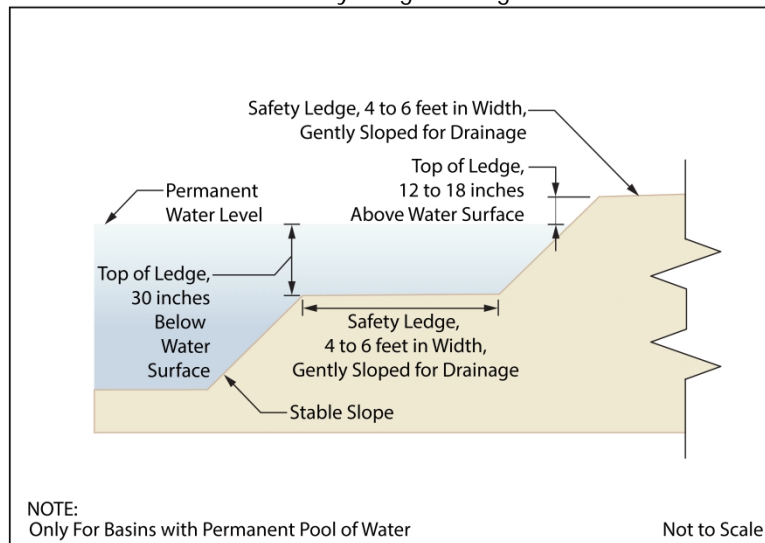 Safety Ledge, 4 to 6 feet in Width,
Gently Sloped for Drainage
Top of Ledge,
12 to 18 inches
Above Water Surface
Permanent
Water Level
Top of Ledge,
30 inches
Below
Water
Surface
Safety Ledge,
4 to 6 feet in Width,
Gently Sloped for Drainage
Stable Slope
NOTE:
Only For Basins with Permanent Pool of Water
Not to Scale